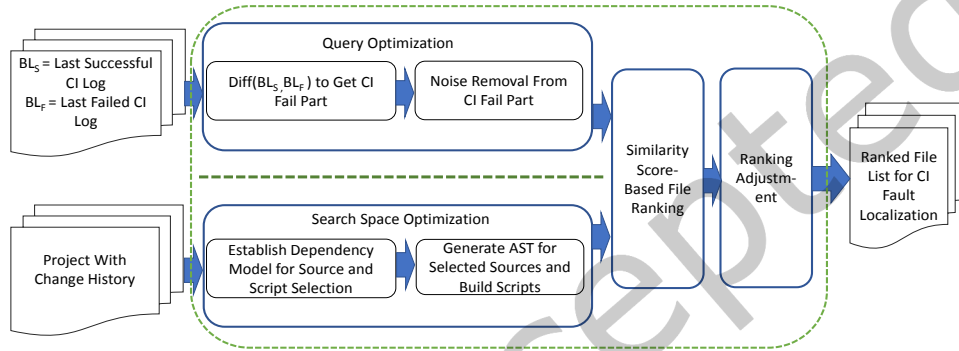 Query Optimization
BLS = Last Successful
CI Log
BLF = Last Failed CI
Log
Diff(BLS, BLF) to Get CI
Fail Part
Noise Removal From
CI Fail Part
Similarity
Score-
Based File
Ranking
Ranking
Adjustm-
ent
Ranked File
List for CI
Fault
Localization
Search Space Optimization
Project With
Change History
Establish Dependency
Model for Source and
Script Selection
Generate AST for
Selected Sources and
Build Scripts